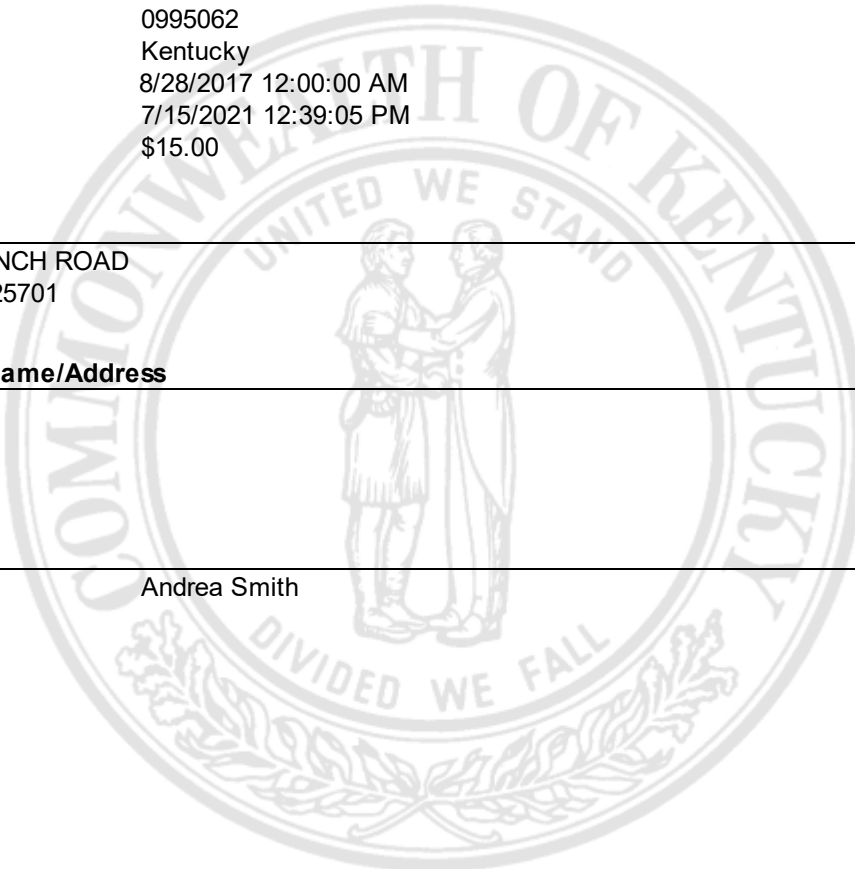 0995062
Kentucky
8/28/2017 12:00:00 AM
7/15/2021 12:39:05 PM
$15.00
COMMONWEALTH OF KENTUCKY
UNITED WE STAND
NCH ROAD
25701
ame/Address
Andrea Smith
DIVIDED WE FALL